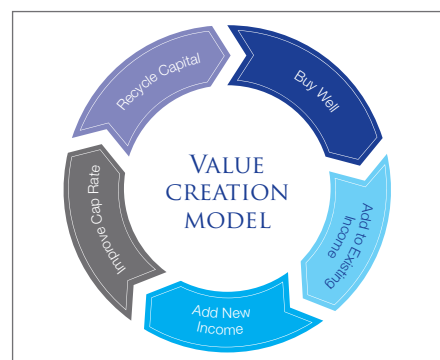 VALUE
CREATION
MODEL
Buy Well
Add to Existing
Income
Add New
Income
Improve Cap Rate
Recycle Capital